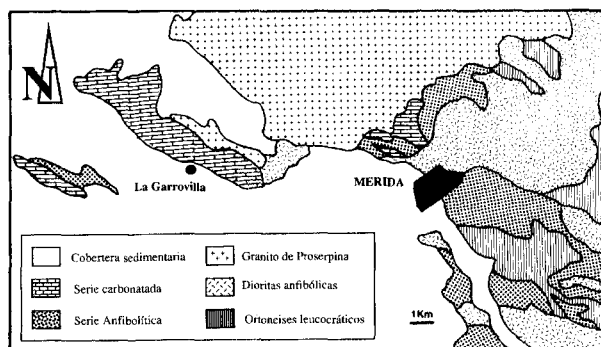 N
La Garrovilla
MERIDA
Cobertera sedimentaria
Granito de Proserpina
Serie carbonatada
Dioritas anfibólicas
Serie Anfibolítica
Ortoneises leucocráticos
1Km